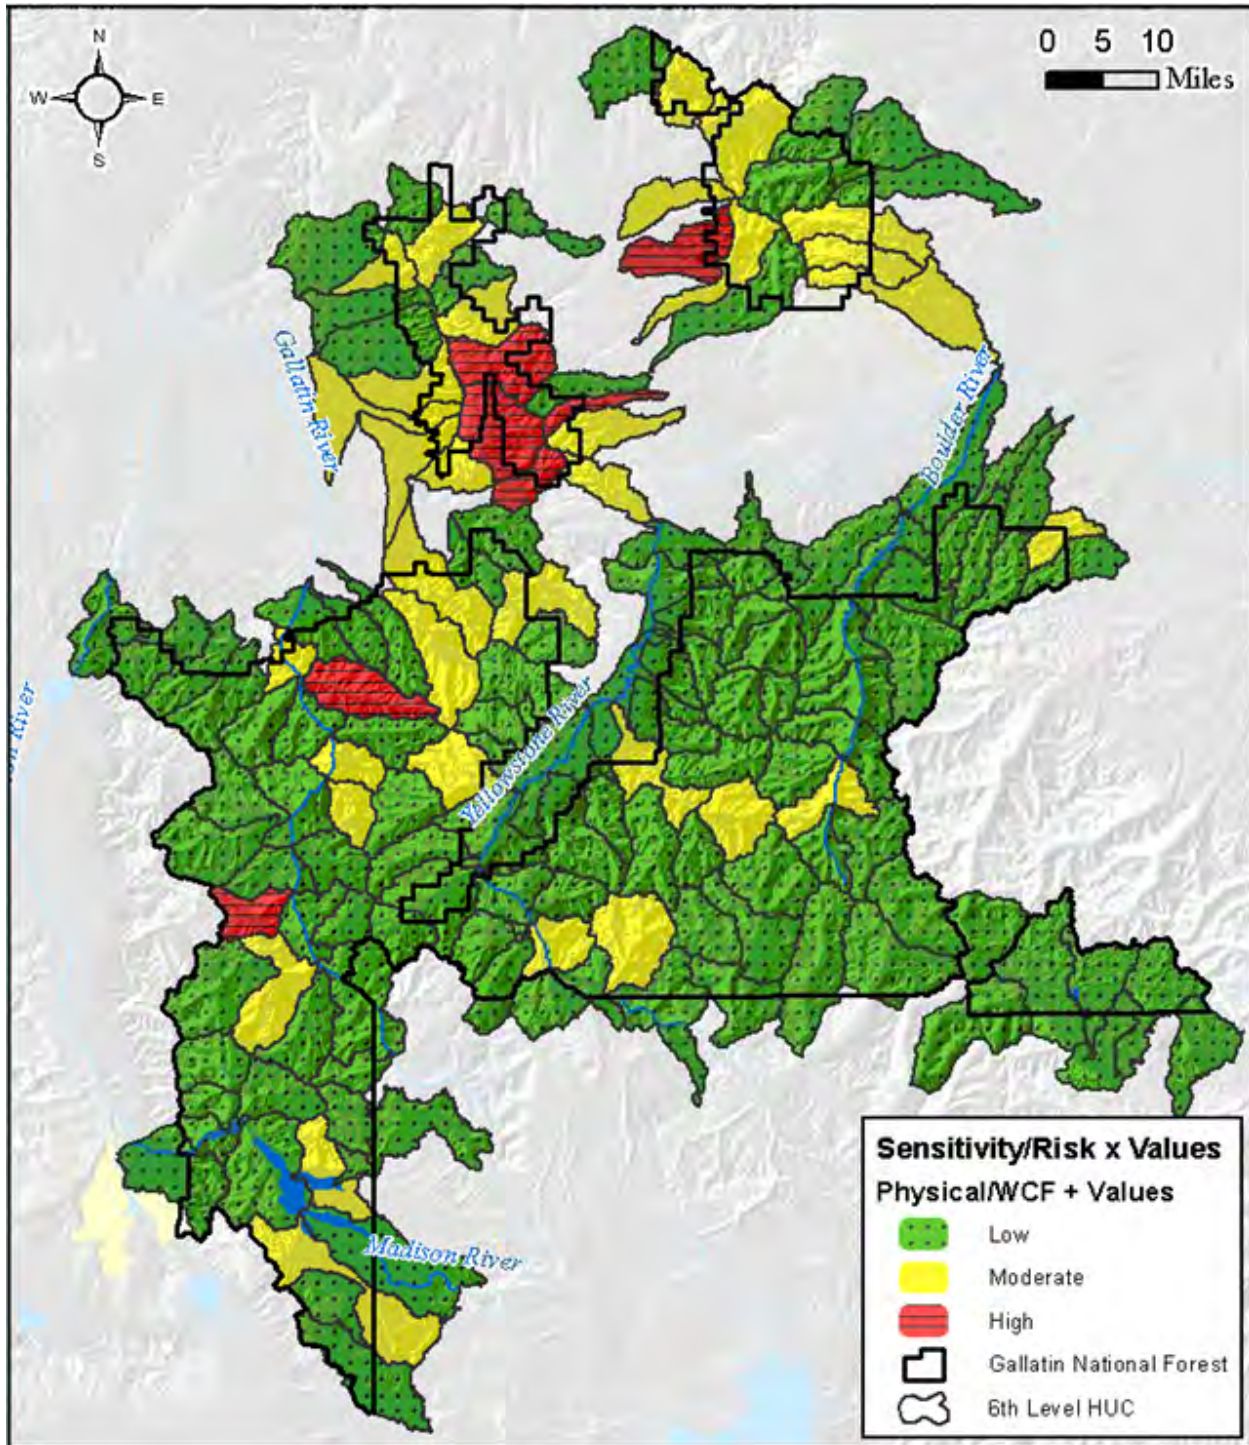 N
W E
S
0 5 10
Miles
Gallatin River
Boulder River
River
Yellowstone River
Madison River
Sensitivity/Risk x Values
Physical/WCF + Values
Low
Moderate
High
Gallatin National Forest
6th Level HUC